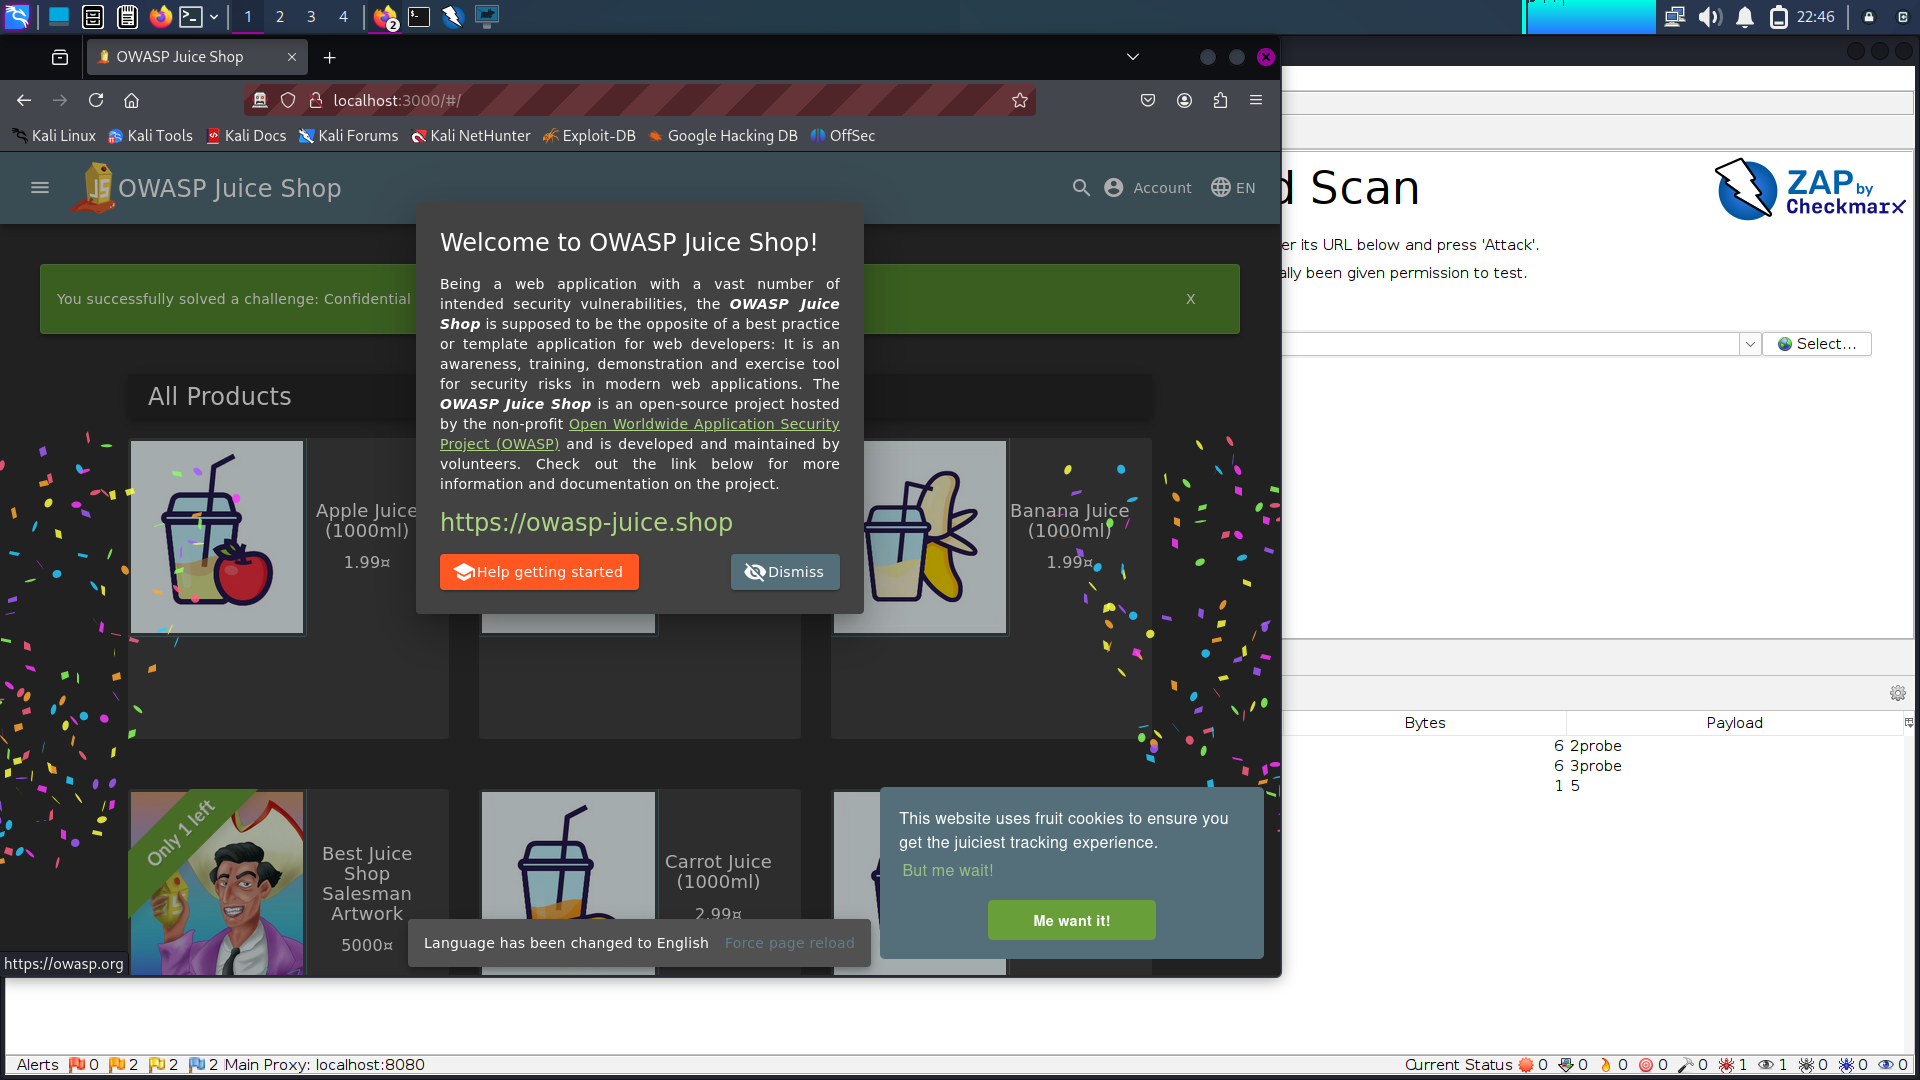 1
2
3
4
2
22:46
OWASP Juice Shop
localhost:3000/#/
Kali Linux
Kali Tools
Kali Docs
Kali Forums
Kali NetHunter
Exploit-DB
Google Hacking DB
OffSec
JS
OWASP Juice Shop
Account
EN
Welcome to OWASP Juice Shop!
Being a web application with a vast number of
intended security vulnerabilities, the OWASP Juice
Shop is supposed to be the opposite of a best practice
or template application for web developers: It is an
awareness, training, demonstration and exercise tool
for security risks in modern web applications. The
OWASP Juice Shop is an open-source project hosted
by the non-profit Open Worldwide Application Security
Project (OWASP) and is developed and maintained by
volunteers. Check out the link below for more
information and documentation on the project.
https://owasp-juice.shop
Help getting started
Dismiss
You successfully solved a challenge: Confidential
X
All Products
Apple Juice
(1000ml)
1.99¤
Banana Juice
(1000ml)
1.99¤
Only 1 left
Best Juice
Shop
Salesman
Artwork
5000¤
Carrot Juice
(1000ml)
2.99¤
This website uses fruit cookies to ensure you
get the juiciest tracking experience.
But me wait!
Me want it!
Language has been changed to English
Force page reload
https://owasp.org
d Scan
ZAP by
Checkmarx
er its URL below and press 'Attack'.
ally been given permission to test.
Select...
Bytes
Payload
6 2probe
6 3probe
1 5
Alerts
0
2
2
2
Main Proxy: localhost:8080
Current Status
0
0
0
0
0
1
1
0
0
0